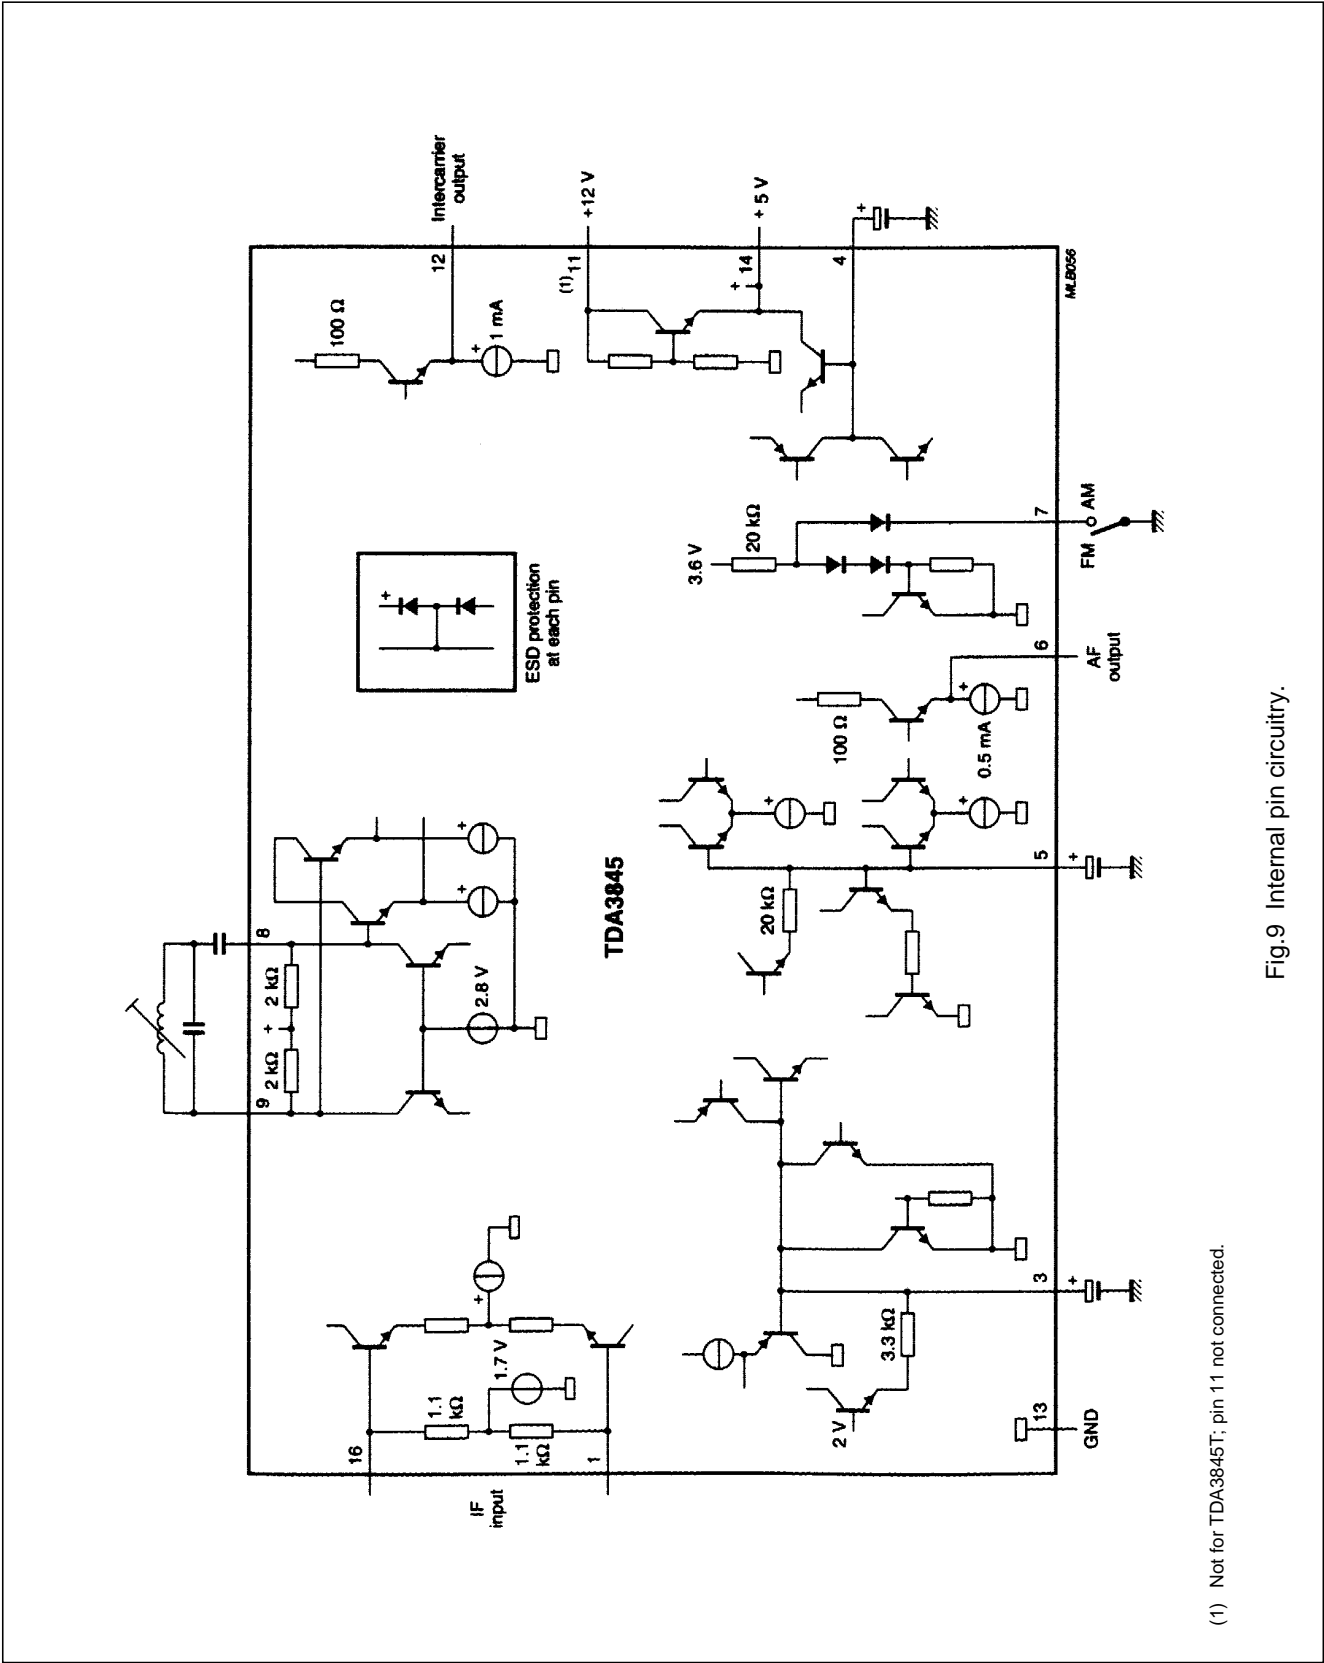 IF
input
16
1
1.1
kΩ
1.1
kΩ
1.7 V
+
9
8
2 kΩ
+
2 kΩ
2.8 V
+
+
ESD protection
at each pin
+
100 Ω
+
1 mA
12
Intercarrier
output
(1)
11
+12 V
+
14
+ 5 V
4
+
TDA3845
2 V
3.3 kΩ
13
GND
3
+
20 kΩ
+
+
5
+
100 Ω
+
0.5 mA
6
AF
output
3.6 V
20 kΩ
7
FM
AM
MLB056
(1) Not for TDA3845T; pin 11 not connected.
Fig.9 Internal pin circuitry.